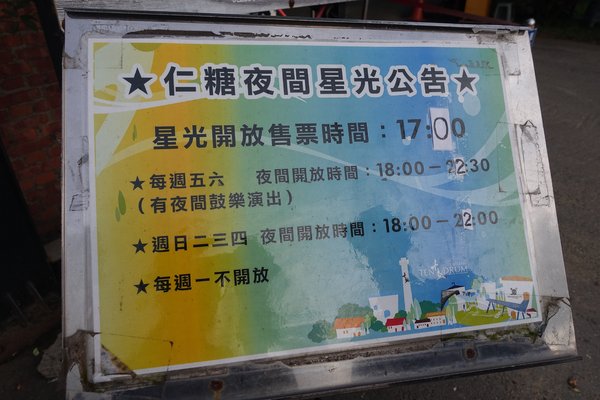 ★仁糖夜間星光公告★
星光開放售票時間：17:00
★每週五六 夜間開放時間：18:00－22:30
（有夜間鼓樂演出）
★週日二三四 夜間開放時間：18:00－22:00
★每週一不開放
TEN DRUM